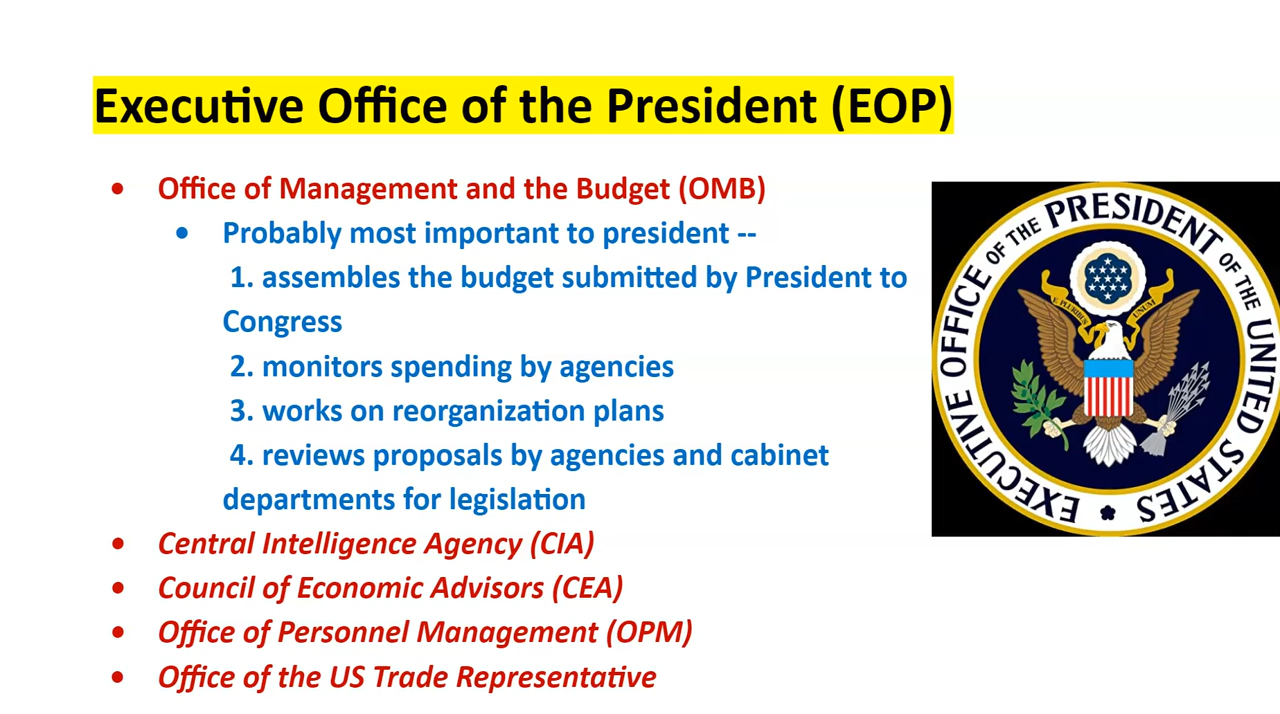 Executive Office of the President (EOP)
• Office of Management and the Budget (OMB)
• Probably most important to president --
1. assembles the budget submitted by President to
Congress
2. monitors spending by agencies
3. works on reorganization plans
4. reviews proposals by agencies and cabinet
departments for legislation
• Central Intelligence Agency (CIA)
• Council of Economic Advisors (CEA)
• Office of Personnel Management (OPM)
• Office of the US Trade Representative
EXECUTIVE OFFICE OF THE PRESIDENT OF THE UNITED STATES
E PLURIBUS UNUM